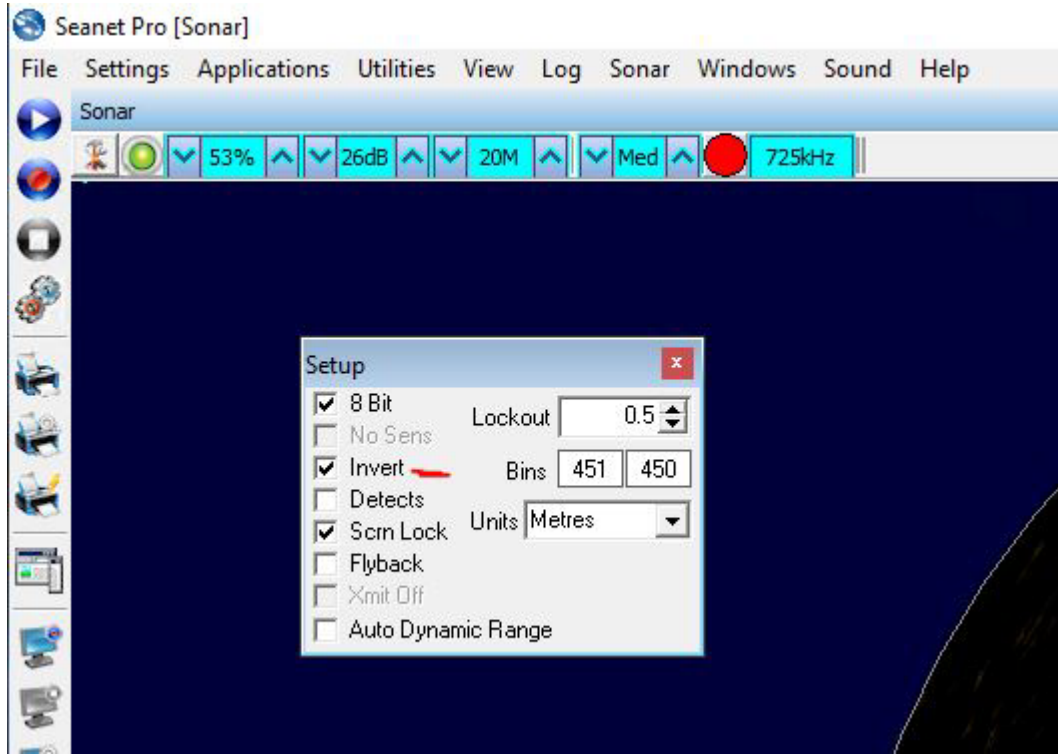 Seanet Pro [Sonar]
File Settings Applications Utilities View Log Sonar Windows Sound Help
Sonar
53% 26dB 20M Med 725kHz
Setup x
8 Bit
Lockout 0.5
No Sens
Invert
Bins 451 450
Detects
Units Metres
Scrn Lock
Flyback
Xmit Off
Auto Dynamic Range